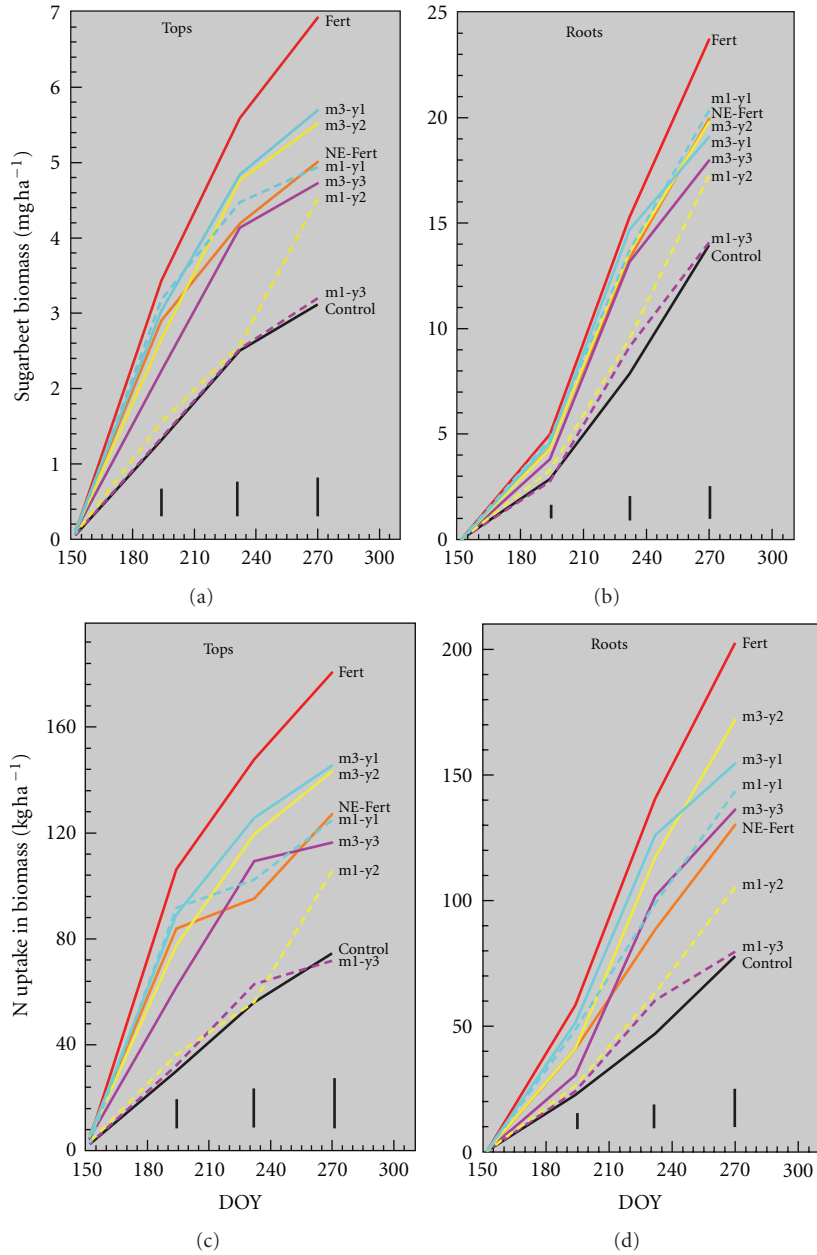 Sugarbeet biomass (mg ha⁻¹)
7
6
5
4
3
2
1
0
Tops
Fert
m3-y1
m3-y2
NE-Fert
m1-y1
m3-y3
m1-y2
m1-y3
Control
150 180 210 240 270 300
(a)
25
20
15
10
5
0
Roots
Fert
m1-y1
NE-Fert
m3-y2
m3-y1
m3-y3
m1-y2
m1-y3
Control
150 180 210 240 270 300
(b)
N uptake in biomass (kg ha⁻¹)
160
120
80
40
0
Tops
Fert
m3-y1
m3-y2
NE-Fert
m1-y1
m3-y3
m1-y2
Control
m1-y3
150 180 210 240 270 300
DOY
(c)
200
150
100
50
0
Roots
Fert
m3-y2
m3-y1
m1-y1
m3-y3
NE-Fert
m1-y2
m1-y3
Control
150 180 210 240 270 300
DOY
(d)